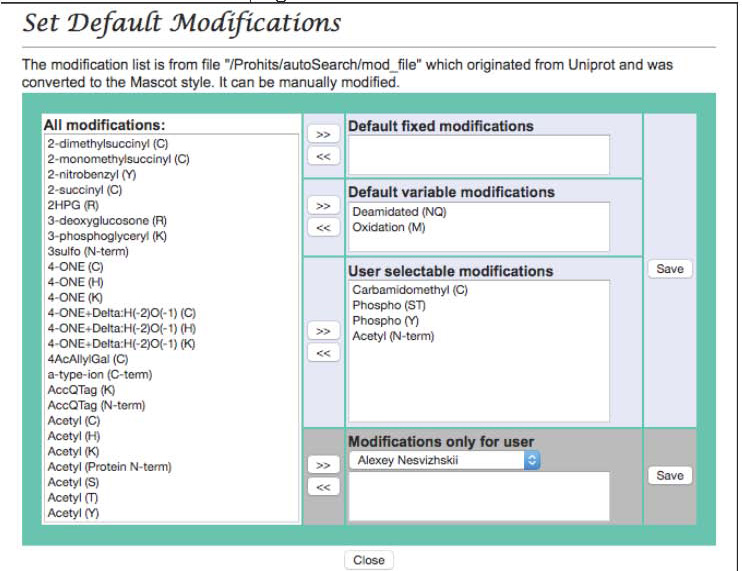 Set Default Modifications
The modification list is from file "/Prohits/autoSearch/mod_file" which originated from Uniprot and was
converted to the Mascot style. It can be manually modified.
All modifications:
2-dimethylsuccinyl (C)
2-monomethylsuccinyl (C)
2-nitrobenzyl (Y)
2-succinyl (C)
2HPG (R)
3-deoxyglucosone (R)
3-phosphoglyceryl (K)
3sulfo (N-term)
4-ONE (C)
4-ONE (H)
4-ONE (K)
4-ONE+Delta:H(-2)O(-1) (C)
4-ONE+Delta:H(-2)O(-1) (H)
4-ONE+Delta:H(-2)O(-1) (K)
4AcAllylGal (C)
a-type-ion (C-term)
AccQTag (K)
AccQTag (N-term)
Acetyl (C)
Acetyl (H)
Acetyl (K)
Acetyl (Protein N-term)
Acetyl (S)
Acetyl (T)
Acetyl (Y)
>>
<<
Default fixed modifications
>>
<<
Default variable modifications
Deamidated (NQ)
Oxidation (M)
>>
<<
User selectable modifications
Carbamidomethyl (C)
Phospho (ST)
Phospho (Y)
Acetyl (N-term)
Save
>>
<<
Modifications only for user
Alexey Nesvizhskii
Save
Close